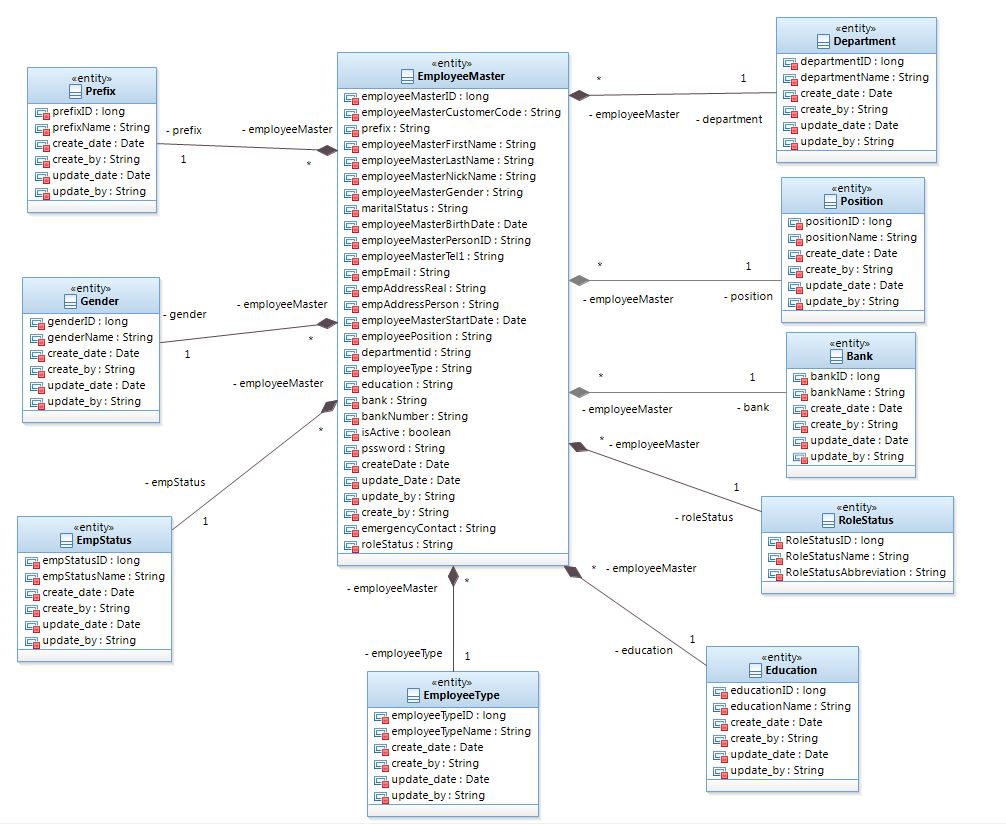 «entity»
Prefix
prefixID : long
prefixName : String
create_date : Date
create_by : String
update_date : Date
update_by : String
- prefix
1
- employeeMaster
*
«entity»
Gender
genderID : long
genderName : String
create_date : Date
create_by : String
update_date : Date
update_by : String
- gender
1
- employeeMaster
*
«entity»
EmpStatus
empStatusID : long
empStatusName : String
create_date : Date
create_by : String
update_date : Date
update_by : String
- empStatus
1
- employeeMaster
*
«entity»
EmployeeMaster
employeeMasterID : long
employeeMasterCustomerCode : String
prefix : String
employeeMasterFirstName : String
employeeMasterLastName : String
employeeMasterNickName : String
employeeMasterGender : String
maritalStatus : String
employeeMasterBirthDate : Date
employeeMasterPersonID : String
employeeMasterTel1 : String
empEmail : String
empAddressReal : String
empAddressPerson : String
employeeMasterStartDate : Date
employeePosition : String
departmentid : String
employeeType : String
education : String
bank : String
bankNumber : String
isActive : boolean
pssword : String
createDate : Date
update_Date : Date
update_by : String
create_by : String
emergencyContact : String
roleStatus : String
- employeeMaster
*
- employeeType
1
«entity»
EmployeeType
employeeTypeID : long
employeeTypeName : String
create_date : Date
create_by : String
update_date : Date
update_by : String
*
1
- employeeMaster
- department
«entity»
Department
departmentID : long
departmentName : String
create_date : Date
create_by : String
update_date : Date
update_by : String
*
1
- employeeMaster
- position
«entity»
Position
positionID : long
positionName : String
create_date : Date
create_by : String
update_date : Date
update_by : String
*
1
- employeeMaster
- bank
«entity»
Bank
bankID : long
bankName : String
create_date : Date
create_by : String
update_date : Date
update_by : String
*
- employeeMaster
1
- roleStatus
«entity»
RoleStatus
RoleStatusID : long
RoleStatusName : String
RoleStatusAbbreviation : String
*
- employeeMaster
1
- education
«entity»
Education
educationID : long
educationName : String
create_date : Date
create_by : String
update_date : Date
update_by : String